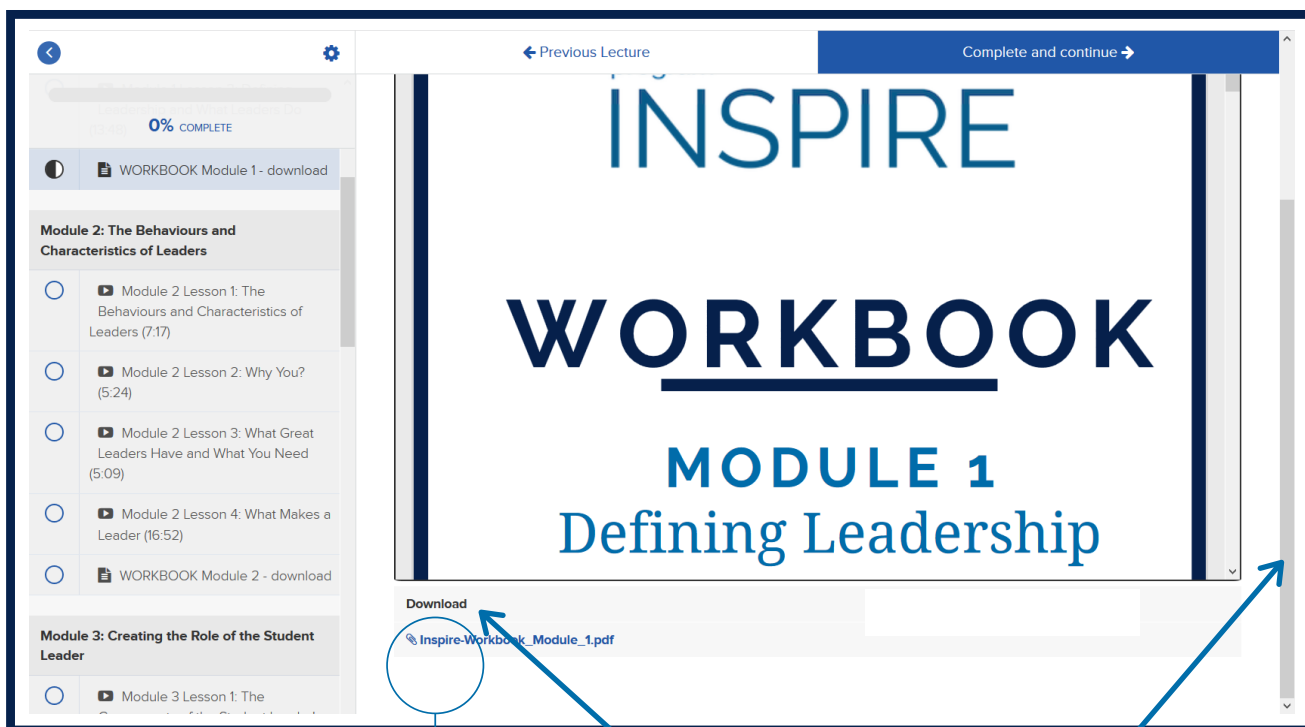 Previous Lecture
Complete and continue
0% COMPLETE
WORKBOOK Module 1 - download
Module 2: The Behaviours and
Characteristics of Leaders
Module 2 Lesson 1: The
Behaviours and Characteristics of
Leaders (7:17)
Module 2 Lesson 2: Why You?
(5:24)
Module 2 Lesson 3: What Great
Leaders Have and What You Need
(5:09)
Module 2 Lesson 4: What Makes a
Leader (16:52)
WORKBOOK Module 2 - download
Module 3: Creating the Role of the Student
Leader
Module 3 Lesson 1: The
INSPIRE
WORKBOOK
MODULE 1
Defining Leadership
Download
Inspire-Workbook_Module_1.pdf